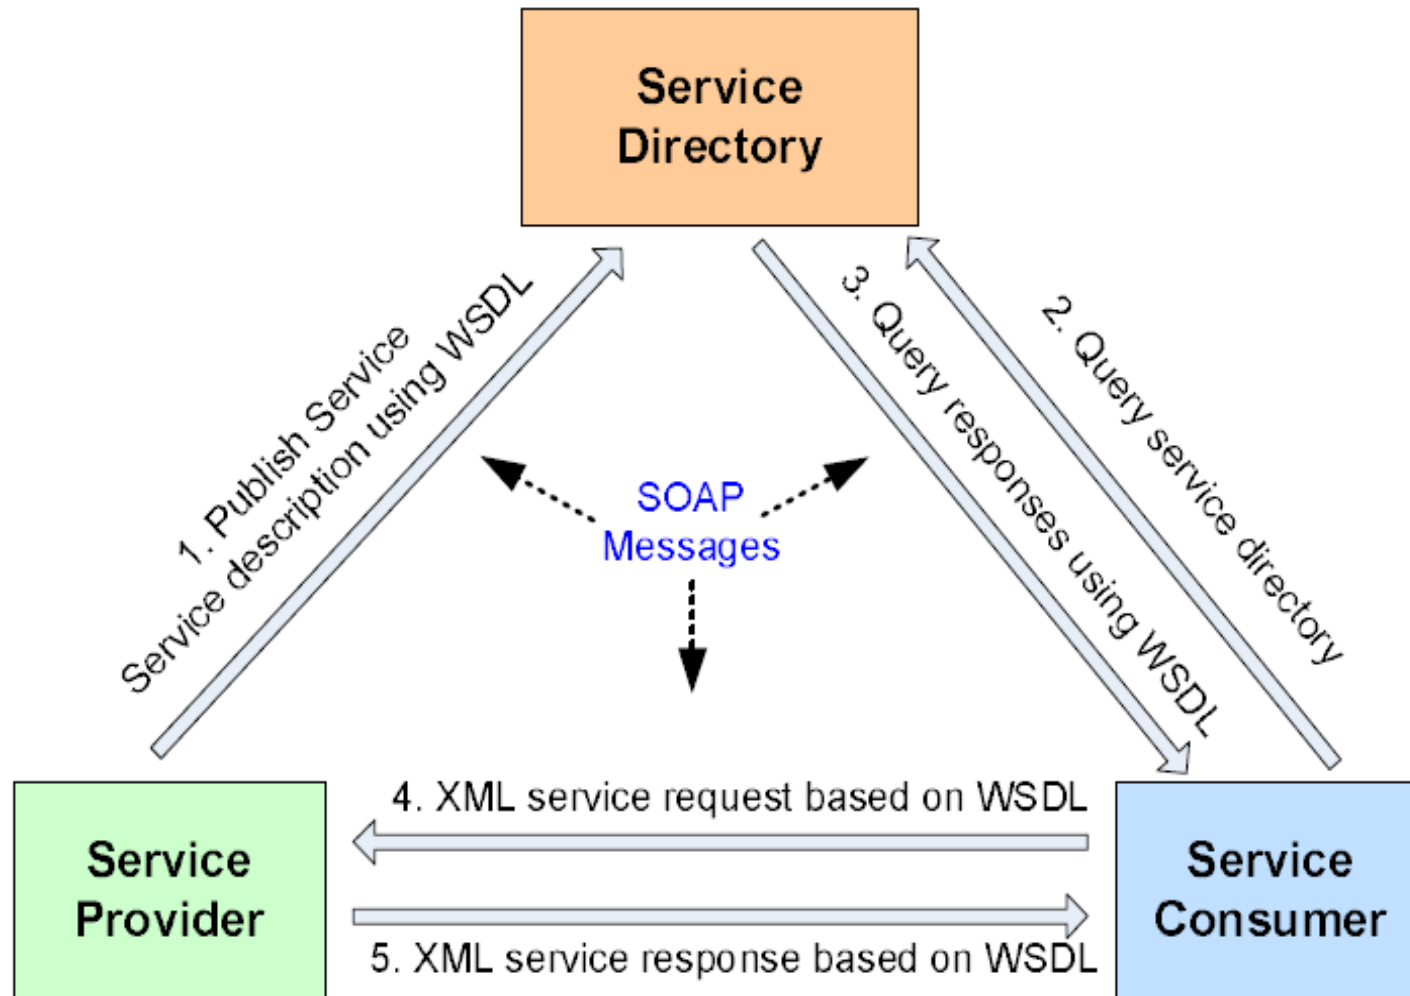 Service
Directory
1. Publish Service
Service description using WSDL
3. Query responses using WSDL
2. Query service directory
SOAP
Messages
4. XML service request based on WSDL
Service
Provider
Service
Consumer
5. XML service response based on WSDL